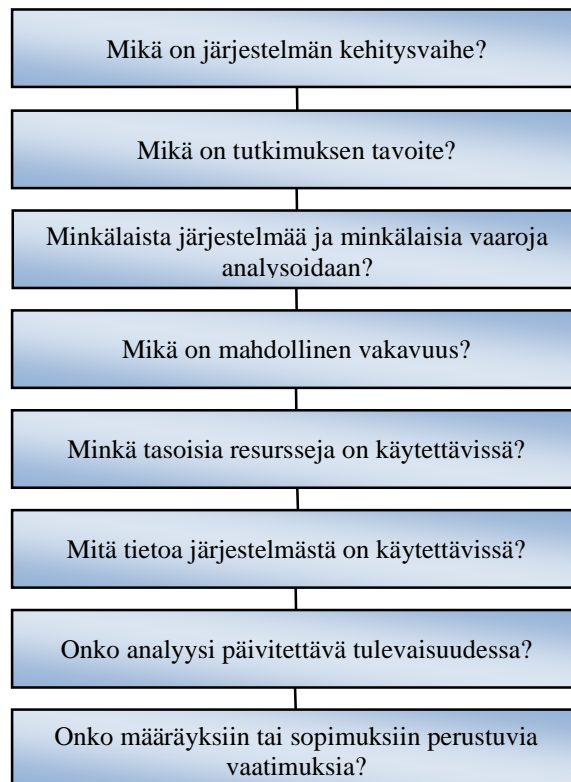 Mikä on järjestelmän kehitysvaihe?
Mikä on tutkimuksen tavoite?
Minkälaista järjestelmää ja minkälaisia vaaroja
analysoidaan?
Mikä on mahdollinen vakavuus?
Minkä tasoisia resursseja on käytettävissä?
Mitä tietoa järjestelmästä on käytettävissä?
Onko analyysi päivitettävä tulevaisuudessa?
Onko määräyksiin tai sopimuksiin perustuvia
vaatimuksia?